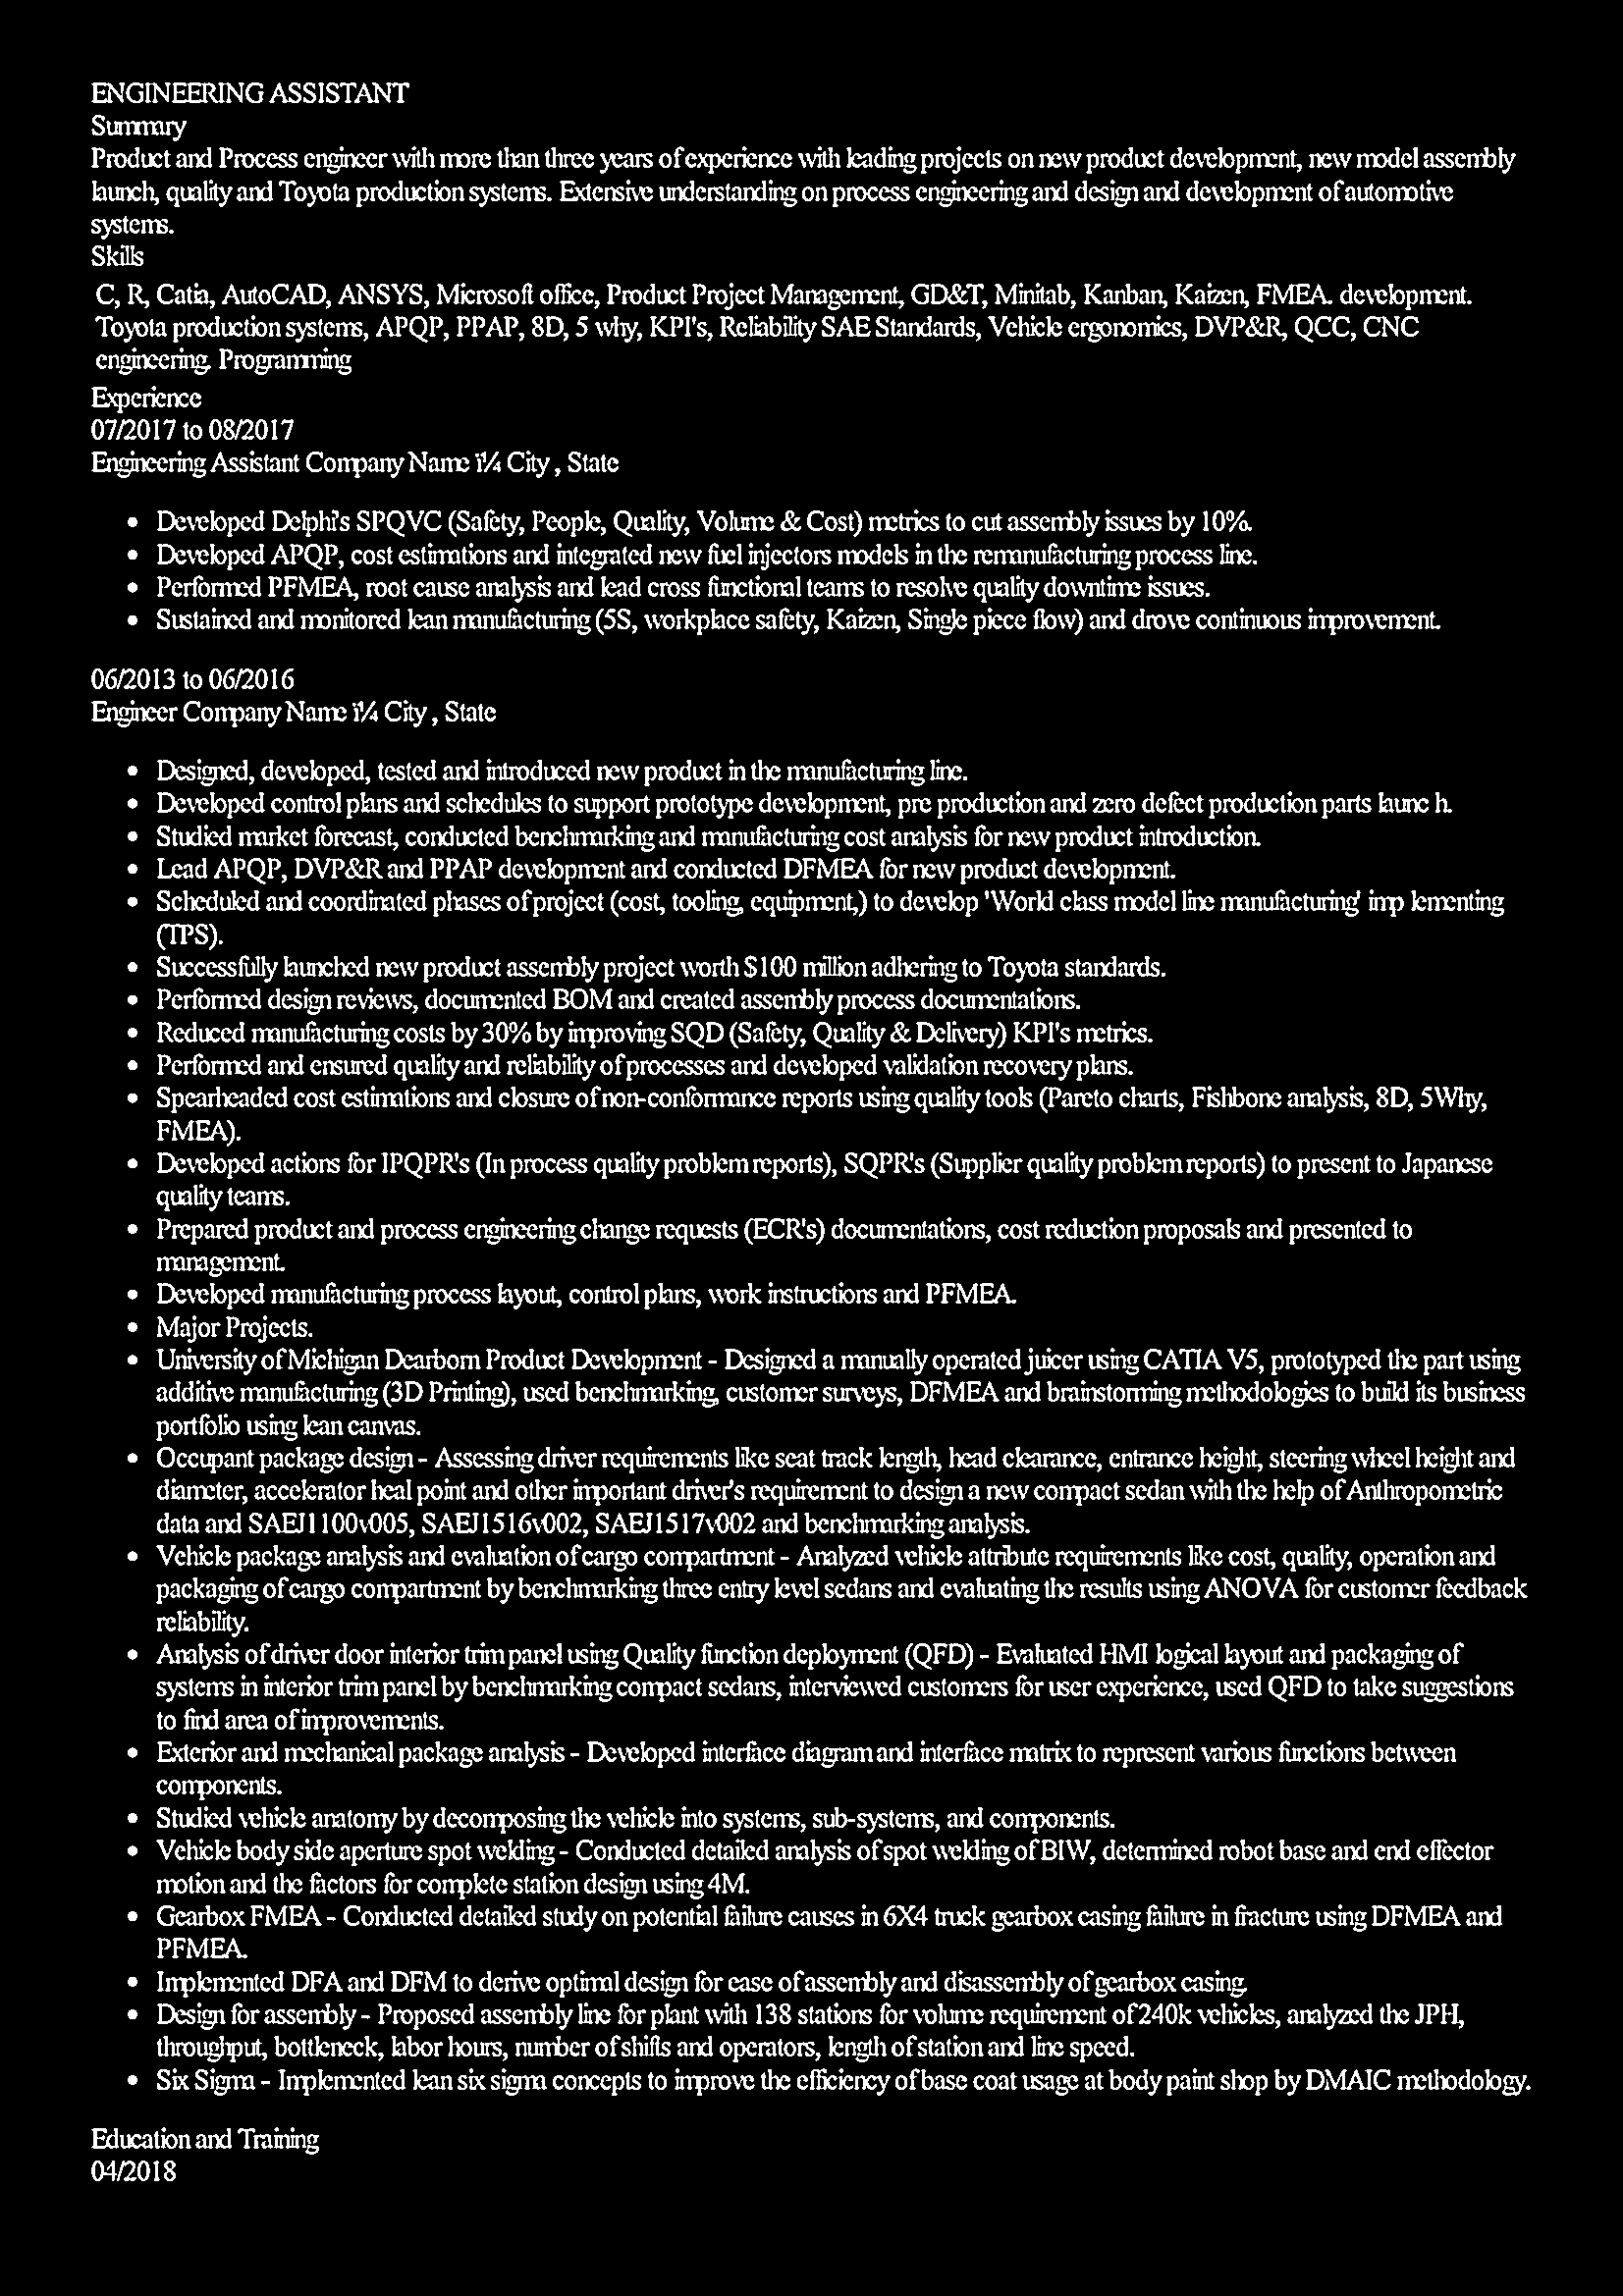 ENGINEERING ASSISTANT
Summary
Product and Process engineer with more than three years of experience with leading projects on new product development, new model assembly
launch, quality and Toyota production systems. Extensive understanding on process engineering and design and development of automotive
systems.
Skills
C, R, Catia, AutoCAD, ANSYS, Microsoft office, Product Project Management, GD&T, Minitab, Kanban, Kaizen, FMEA. development.
Toyota production systems, APQP, PPAP, 8D, 5 why, KPI's, Reliability SAE Standards, Vehicle ergonomics, DVP&R, QCC, CNC
engineering. Programming
Experience
07/2017 to 08/2017
Engineering Assistant Company Name ï¼ City , State
• Developed Delphi's SPQVC (Safety, People, Quality, Volume & Cost) metrics to cut assembly issues by 10%.
• Developed APQP, cost estimations and integrated new fuel injectors models in the remanufacturing process line.
• Performed PFMEA, root cause analysis and lead cross functional teams to resolve quality downtime issues.
• Sustained and monitored lean manufacturing (5S, workplace safety, Kaizen, Single piece flow) and drove continuous improvement.
06/2013 to 06/2016
Engineer Company Name ï¼ City , State
• Designed, developed, tested and introduced new product in the manufacturing line.
• Developed control plans and schedules to support prototype development, pre production and zero defect production parts launc h.
• Studied market forecast, conducted benchmarking and manufacturing cost analysis for new product introduction.
• Lead APQP, DVP&R and PPAP development and conducted DFMEA for new product development.
• Scheduled and coordinated phases of project (cost, tooling, equipment,) to develop 'World class model line manufacturing' imp lementing
(TPS).
• Successfully launched new product assembly project worth $100 million adhering to Toyota standards.
• Performed design reviews, documented BOM and created assembly process documentations.
• Reduced manufacturing costs by 30% by improving SQD (Safety, Quality & Delivery) KPI's metrics.
• Performed and ensured quality and reliability of processes and developed validation recovery plans.
• Spearheaded cost estimations and closure of non-conformance reports using quality tools (Pareto charts, Fishbone analysis, 8D, 5Why,
FMEA).
• Developed actions for IPQPR's (In process quality problem reports), SQPR's (Supplier quality problem reports) to present to Japanese
quality teams.
• Prepared product and process engineering change requests (ECR's) documentations, cost reduction proposals and presented to
management.
• Developed manufacturing process layout, control plans, work instructions and PFMEA.
• Major Projects.
• University of Michigan Dearborn Product Development - Designed a manually operated juicer using CATIA V5, prototyped the part using
additive manufacturing (3D Printing), used benchmarking, customer surveys, DFMEA and brainstorming methodologies to build its business
portfolio using lean canvas.
• Occupant package design - Assessing driver requirements like seat track length, head clearance, entrance height, steering wheel height and
diameter, accelerator heal point and other important driver's requirement to design a new compact sedan with the help of Anthropometric
data and SAEJ1100v005, SAEJ1516v002, SAEJ1517v002 and benchmarking analysis.
• Vehicle package analysis and evaluation of cargo compartment - Analyzed vehicle attribute requirements like cost, quality, operation and
packaging of cargo compartment by benchmarking three entry level sedans and evaluating the results using ANOVA for customer feedback
reliability.
• Analysis of driver door interior trim panel using Quality function deployment (QFD) - Evaluated HMI logical layout and packaging of
systems in interior trim panel by benchmarking compact sedans, interviewed customers for user experience, used QFD to take suggestions
to find area of improvements.
• Exterior and mechanical package analysis - Developed interface diagram and interface matrix to represent various functions between
components.
• Studied vehicle anatomy by decomposing the vehicle into systems, sub-systems, and components.
• Vehicle body side aperture spot welding - Conducted detailed analysis of spot welding of BIW, determined robot base and end effector
motion and the factors for complete station design using 4M.
• Gearbox FMEA - Conducted detailed study on potential failure causes in 6X4 truck gearbox casing failure in fracture using DFMEA and
PFMEA.
• Implemented DFA and DFM to derive optimal design for ease of assembly and disassembly of gearbox casing.
• Design for assembly - Proposed assembly line for plant with 138 stations for volume requirement of 240k vehicles, analyzed the JPH,
throughput, bottleneck, labor hours, number of shifts and operators, length of station and line speed.
• Six Sigma - Implemented lean six sigma concepts to improve the efficiency of base coat usage at body paint shop by DMAIC methodology.
Education and Training
04/2018